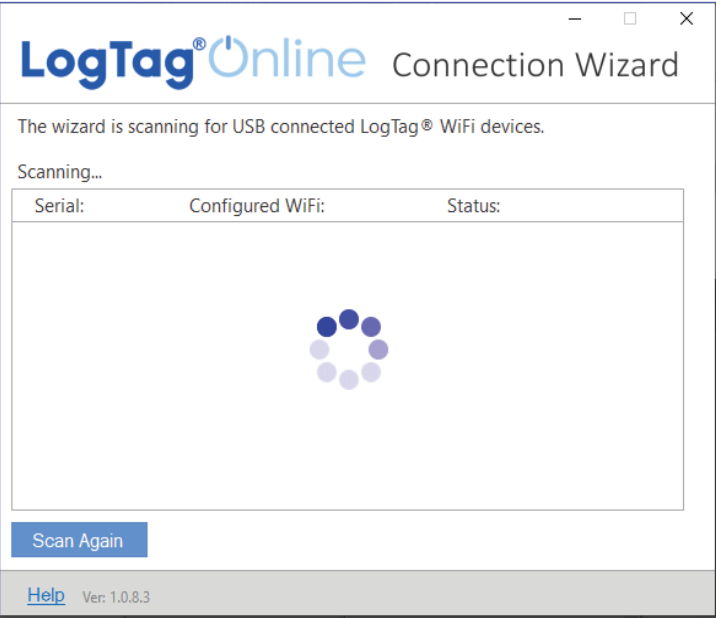 LogTag® Online Connection Wizard
The wizard is scanning for USB connected LogTag® WiFi devices.
Scanning...
Serial: Configured WiFi: Status:
Scan Again
Help Ver: 1.0.8.3